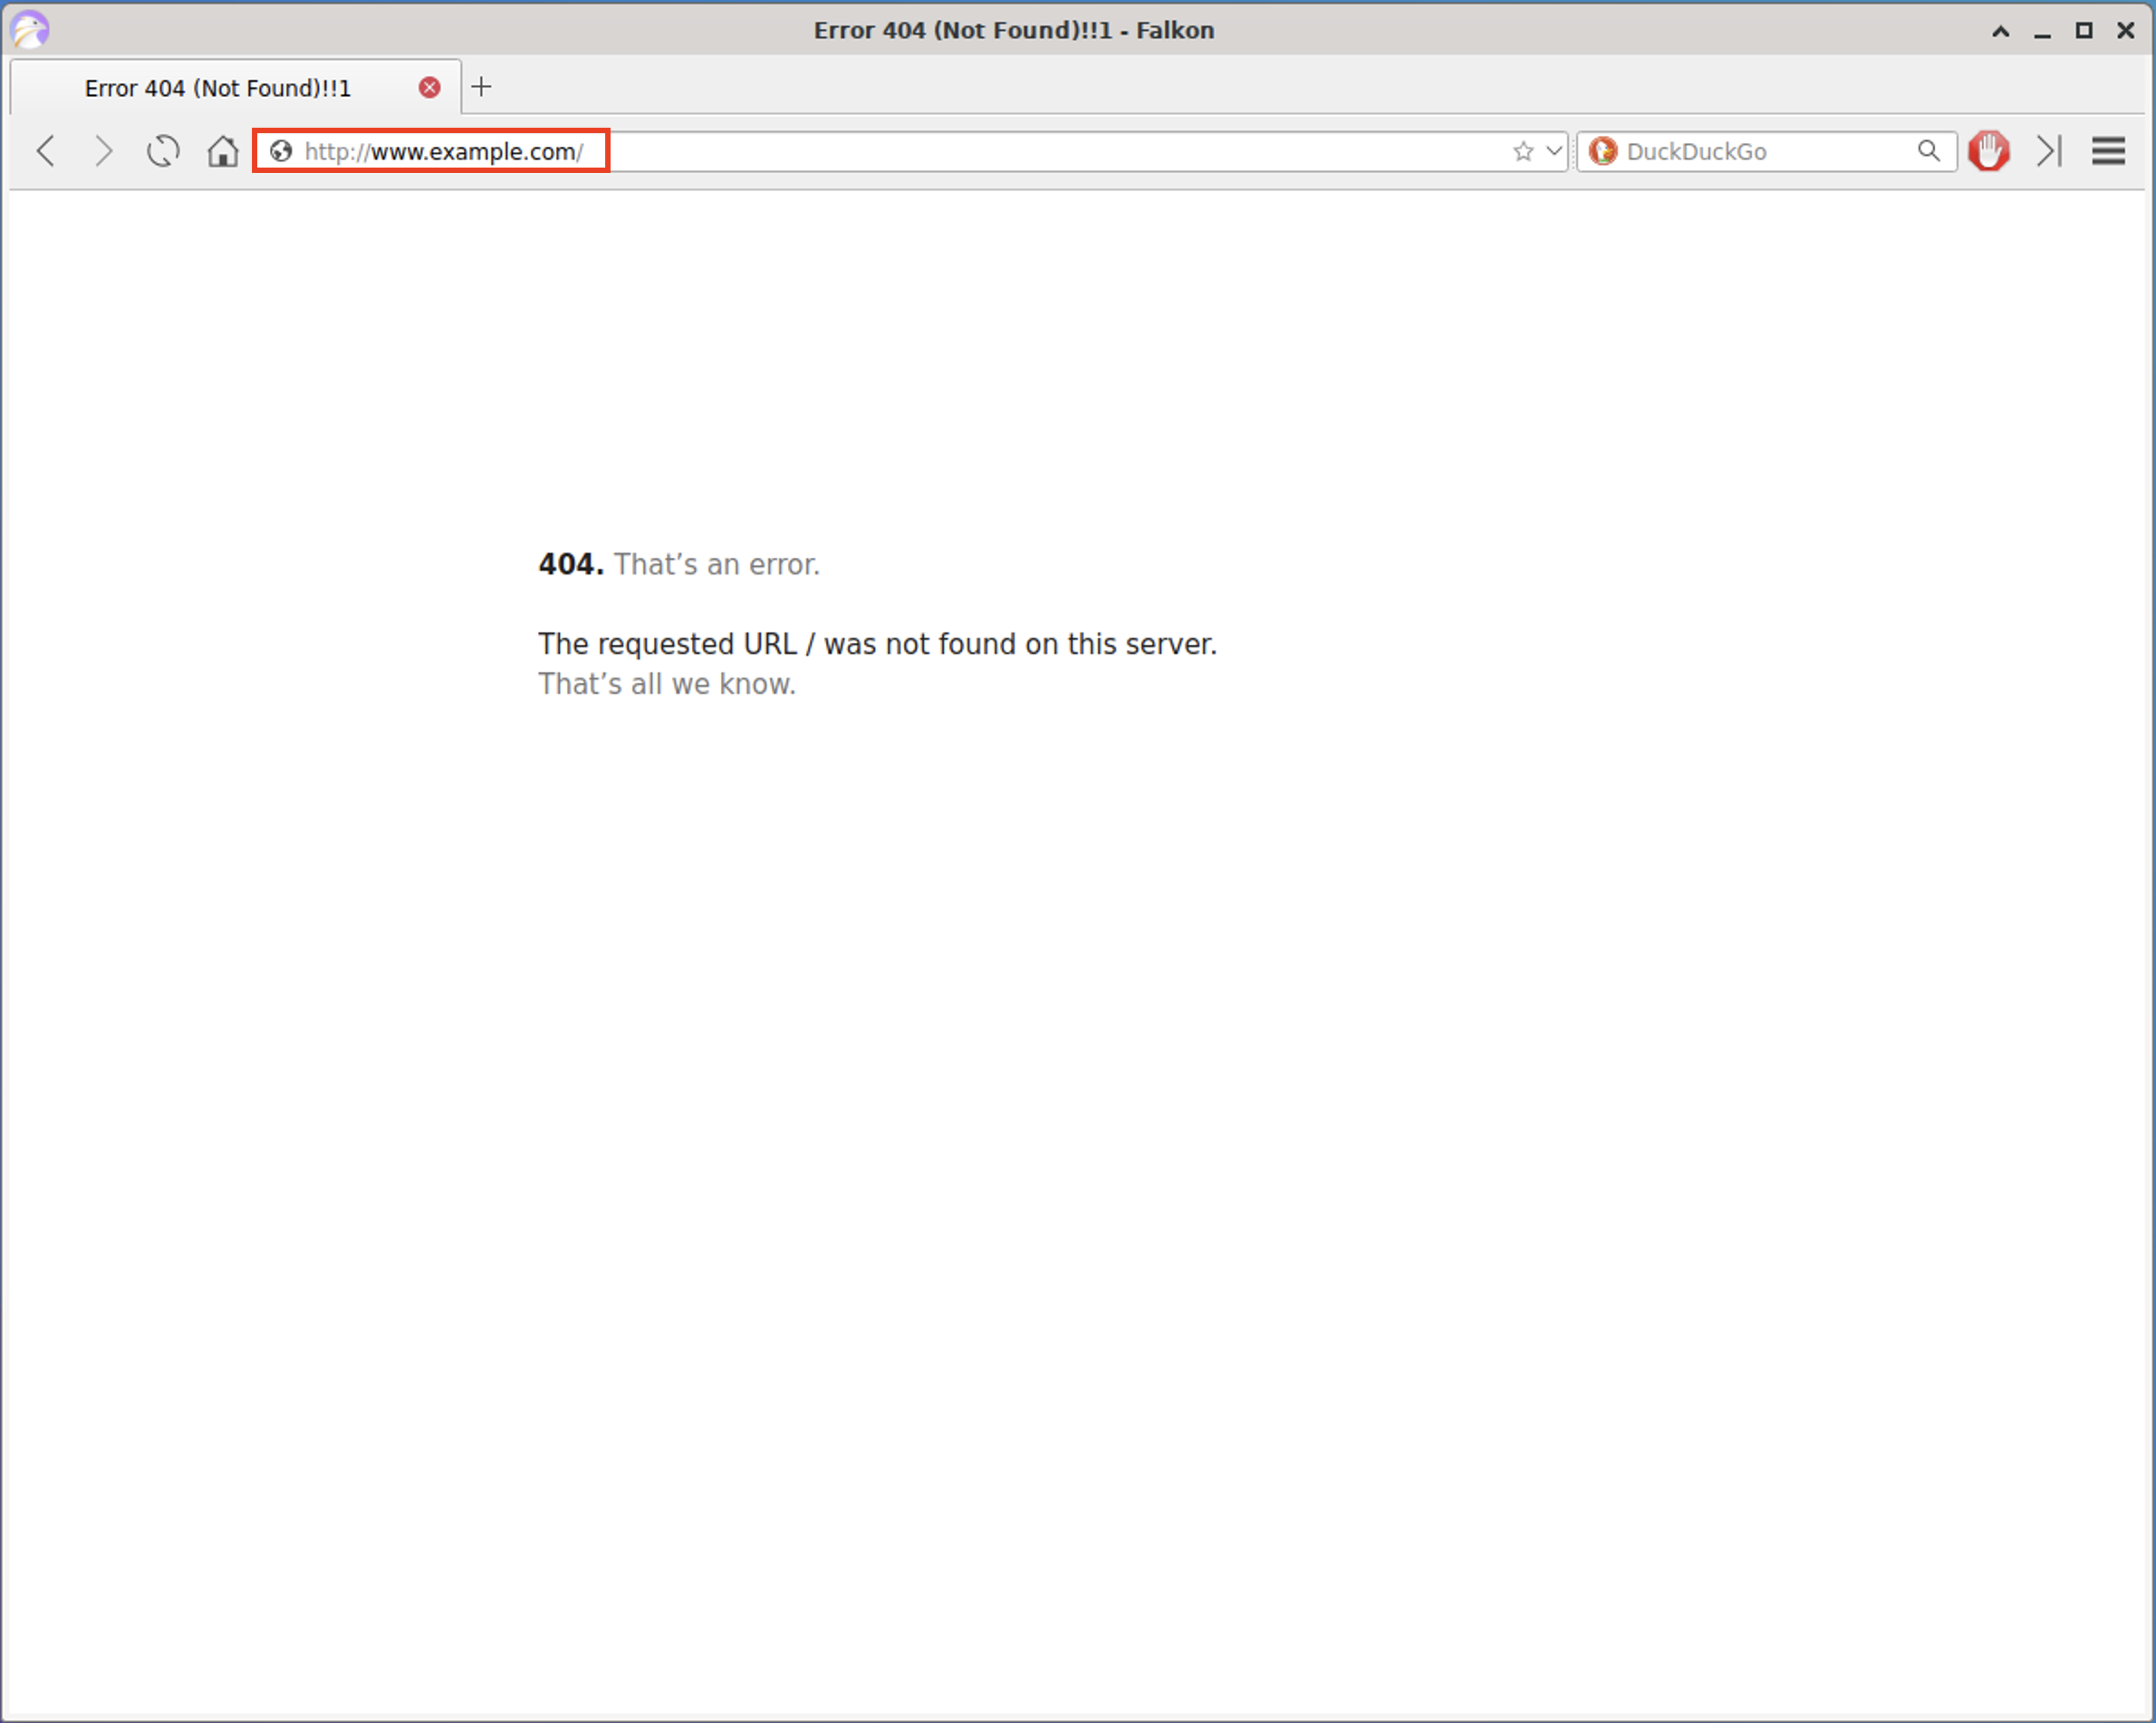 Error 404 (Not Found)!!1 - Falkon
Error 404 (Not Found)!!1
http://www.example.com/
DuckDuckGo
404. That’s an error.
The requested URL / was not found on this server.
That’s all we know.